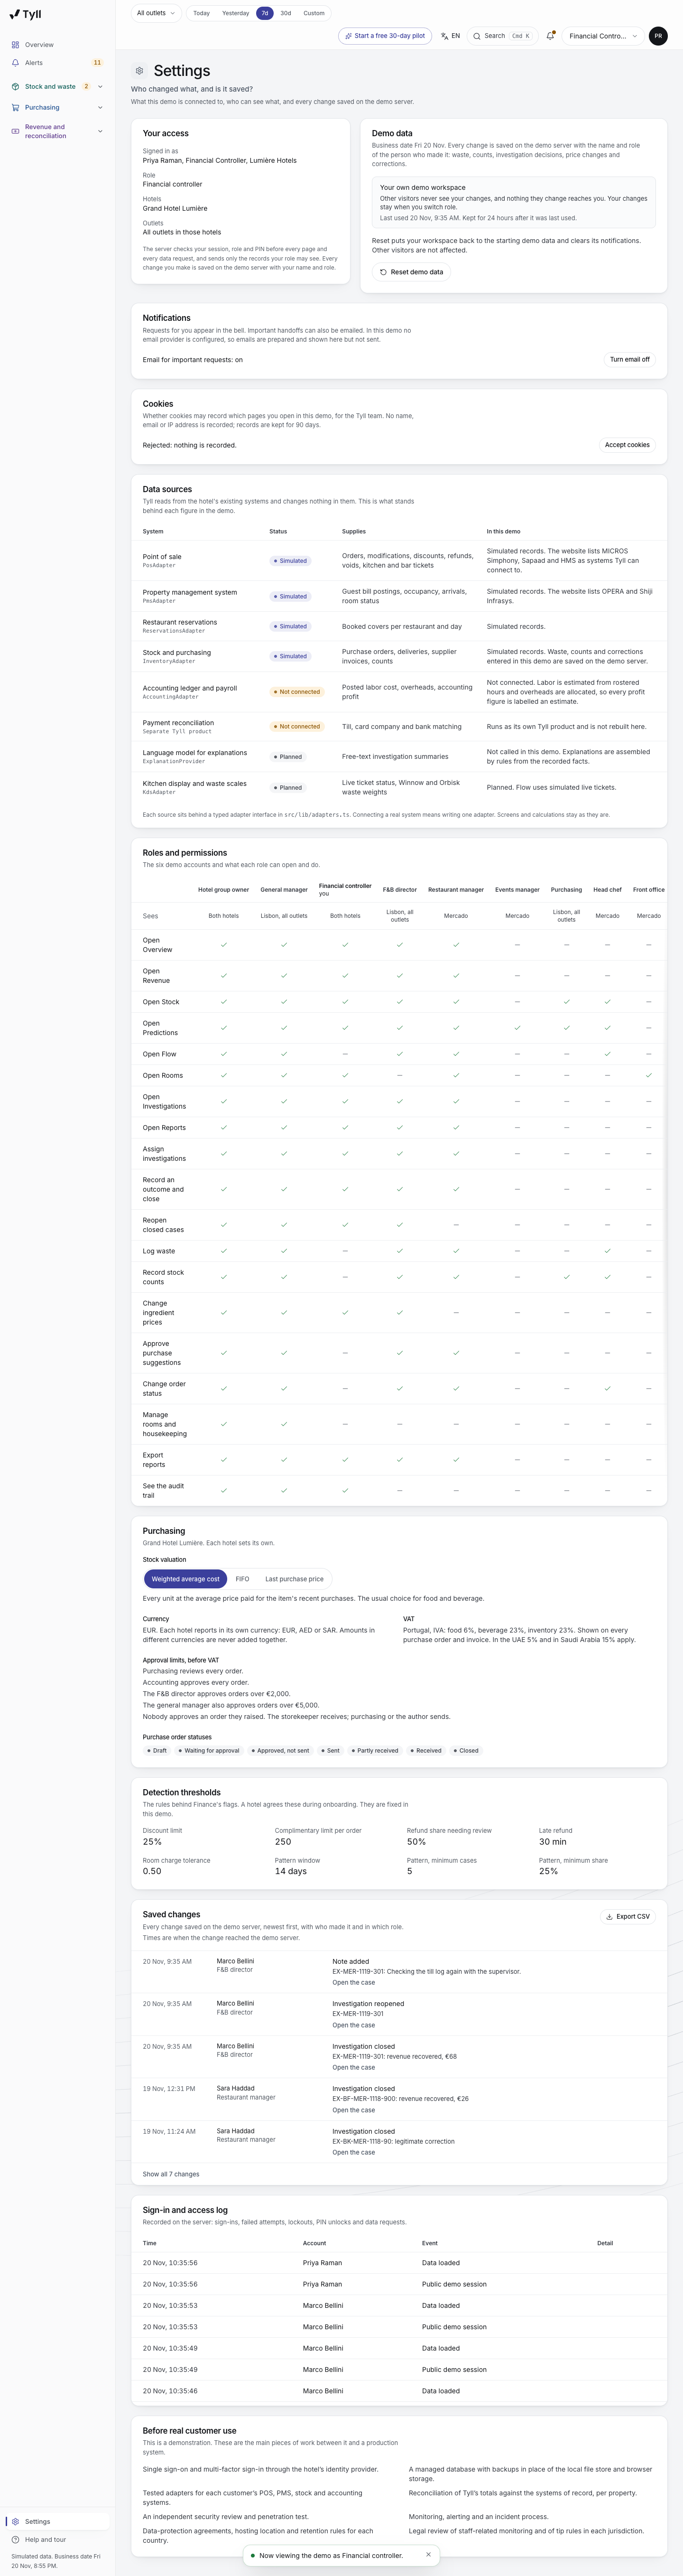 Tyll
All outlets
Today Yesterday 7d 30d Custom
Start a free 30-day pilot
EN
Search Cmd K
Financial Contro...
PR
Overview
Alerts 11
Stock and waste 2
Purchasing
Revenue and
reconciliation
Settings
Who changed what, and is it saved?
What this demo is connected to, who can see what, and every change saved on the demo server.
Your access
Signed in as
Priya Raman, Financial Controller, Lumière Hotels
Role
Financial controller
Hotels
Grand Hotel Lumière
Outlets
All outlets in those hotels
The server checks your session, role and PIN before every page and
every data request, and sends only the records your role may see. Every
change you make is saved on the demo server with your name and role.
Demo data
Business date Fri 20 Nov. Every change is saved on the demo server with the name and role
of the person who made it: waste, counts, investigation decisions, price changes and
corrections.
Your own demo workspace
Other visitors never see your changes, and nothing they change reaches you. Your changes
stay when you switch role.
Last used 20 Nov, 9:35 AM. Kept for 24 hours after it was last used.
Reset puts your workspace back to the starting demo data and clears its notifications.
Other visitors are not affected.
Reset demo data
Notifications
Requests for you appear in the bell. Important handoffs can also be emailed. In this demo no
email provider is configured, so emails are prepared and shown here but not sent.
Email for important requests: on
Turn email off
Cookies
Whether cookies may record which pages you open in this demo, for the Tyll team. No name,
email or IP address is recorded; records are kept for 90 days.
Rejected: nothing is recorded.
Accept cookies
Data sources
Tyll reads from the hotel's existing systems and changes nothing in them. This is what stands
behind each figure in the demo.
System Status Supplies In this demo
Point of sale
PosAdapter
Simulated
Orders, modifications, discounts, refunds,
voids, kitchen and bar tickets
Simulated records. The website lists MICROS
Simphony, Sapaad and HMS as systems Tyll can
connect to.
Property management system
PmsAdapter
Simulated
Guest bill postings, occupancy, arrivals,
room status
Simulated records. The website lists OPERA and Shiji
Infrasys.
Restaurant reservations
ReservationsAdapter
Simulated
Booked covers per restaurant and day
Simulated records.
Stock and purchasing
InventoryAdapter
Simulated
Purchase orders, deliveries, supplier
invoices, counts
Simulated records. Waste, counts and corrections
entered in this demo are saved on the demo server.
Accounting ledger and payroll
AccountingAdapter
Not connected
Posted labor cost, overheads, accounting
profit
Not connected. Labor is estimated from rostered
hours and overheads are allocated, so every profit
figure is labelled an estimate.
Payment reconciliation
Separate Tyll product
Not connected
Till, card company and bank matching
Runs as its own Tyll product and is not rebuilt here.
Language model for explanations
ExplanationProvider
Planned
Free-text investigation summaries
Not called in this demo. Explanations are assembled
by rules from the recorded facts.
Kitchen display and waste scales
KdsAdapter
Planned
Live ticket status, Winnow and Orbisk
waste weights
Planned. Flow uses simulated live tickets.
Each source sits behind a typed adapter interface in src/lib/adapters.ts. Connecting a real system means writing one adapter. Screens and calculations stay as they are.
Roles and permissions
The six demo accounts and what each role can open and do.
Hotel group owner General manager Financial controller F&B director Restaurant manager Events manager Purchasing Head chef Front office
you
Sees Both hotels Lisbon, all outlets Both hotels Lisbon, all outlets Mercado Mercado Lisbon, all outlets Mercado Mercado
Open
Overview
Open
Revenue
Open Stock
Open
Predictions
Open Flow
Open Rooms
Open
Investigations
Open Reports
Assign
investigations
Record an
outcome and
close
Reopen
closed cases
Log waste
Record stock
counts
Change
ingredient
prices
Approve
purchase
suggestions
Change order
status
Manage
rooms and
housekeeping
Export
reports
See the audit
trail
Purchasing
Grand Hotel Lumière. Each hotel sets its own.
Stock valuation
Weighted average cost FIFO Last purchase price
Every unit at the average price paid for the item's recent purchases. The usual choice for food and beverage.
Currency
EUR. Each hotel reports in its own currency: EUR, AED or SAR. Amounts in
different currencies are never added together.
VAT
Portugal, IVA: food 6%, beverage 23%, inventory 23%. Shown on every
purchase order and invoice. In the UAE 5% and in Saudi Arabia 15% apply.
Approval limits, before VAT
Purchasing reviews every order.
Accounting approves every order.
The F&B director approves orders over €2,000.
The general manager also approves orders over €5,000.
Nobody approves an order they raised. The storekeeper receives; purchasing or the author sends.
Purchase order statuses
Draft Waiting for approval Approved, not sent Sent Partly received Received Closed
Detection thresholds
The rules behind Finance's flags. A hotel agrees these during onboarding. They are fixed in
this demo.
Discount limit Complimentary limit per order Refund share needing review Late refund
25% 250 50% 30 min
Room charge tolerance Pattern window Pattern, minimum cases Pattern, minimum share
0.50 14 days 5 25%
Saved changes
Every change saved on the demo server, newest first, with who made it and in which role.
Times are when the change reached the demo server.
Export CSV
20 Nov, 9:35 AM
Marco Bellini
F&B director
Note added
EX-MER-1119-301: Checking the till log again with the supervisor.
Open the case
20 Nov, 9:35 AM
Marco Bellini
F&B director
Investigation reopened
EX-MER-1119-301
Open the case
20 Nov, 9:35 AM
Marco Bellini
F&B director
Investigation closed
EX-MER-1119-301: revenue recovered, €68
Open the case
19 Nov, 12:31 PM
Sara Haddad
Restaurant manager
Investigation closed
EX-BF-MER-1118-900: revenue recovered, €26
Open the case
19 Nov, 11:24 AM
Sara Haddad
Restaurant manager
Investigation closed
EX-BK-MER-1118-90: legitimate correction
Open the case
Show all 7 changes
Sign-in and access log
Recorded on the server: sign-ins, failed attempts, lockouts, PIN unlocks and data requests.
Time Account Event Detail
20 Nov, 10:35:56 Priya Raman Data loaded
20 Nov, 10:35:56 Priya Raman Public demo session
20 Nov, 10:35:53 Marco Bellini Data loaded
20 Nov, 10:35:53 Marco Bellini Public demo session
20 Nov, 10:35:49 Marco Bellini Data loaded
20 Nov, 10:35:49 Marco Bellini Public demo session
20 Nov, 10:35:46 Marco Bellini Data loaded
Before real customer use
This is a demonstration. These are the main pieces of work between it and a production
system.
Single sign-on and multi-factor sign-in through the hotel's identity provider.
A managed database with backups in place of the local file store and browser
storage.
Tested adapters for each customer's POS, PMS, stock and accounting
systems.
Reconciliation of Tyll's totals against the systems of record, per property.
An independent security review and penetration test.
Monitoring, alerting and an incident process.
Data-protection agreements, hosting location and retention rules for each
country.
Legal review of staff-related monitoring and of tip rules in each jurisdiction.
Settings
Help and tour
Simulated data. Business date Fri
20 Nov, 8:55 PM.
Now viewing the demo as Financial controller.